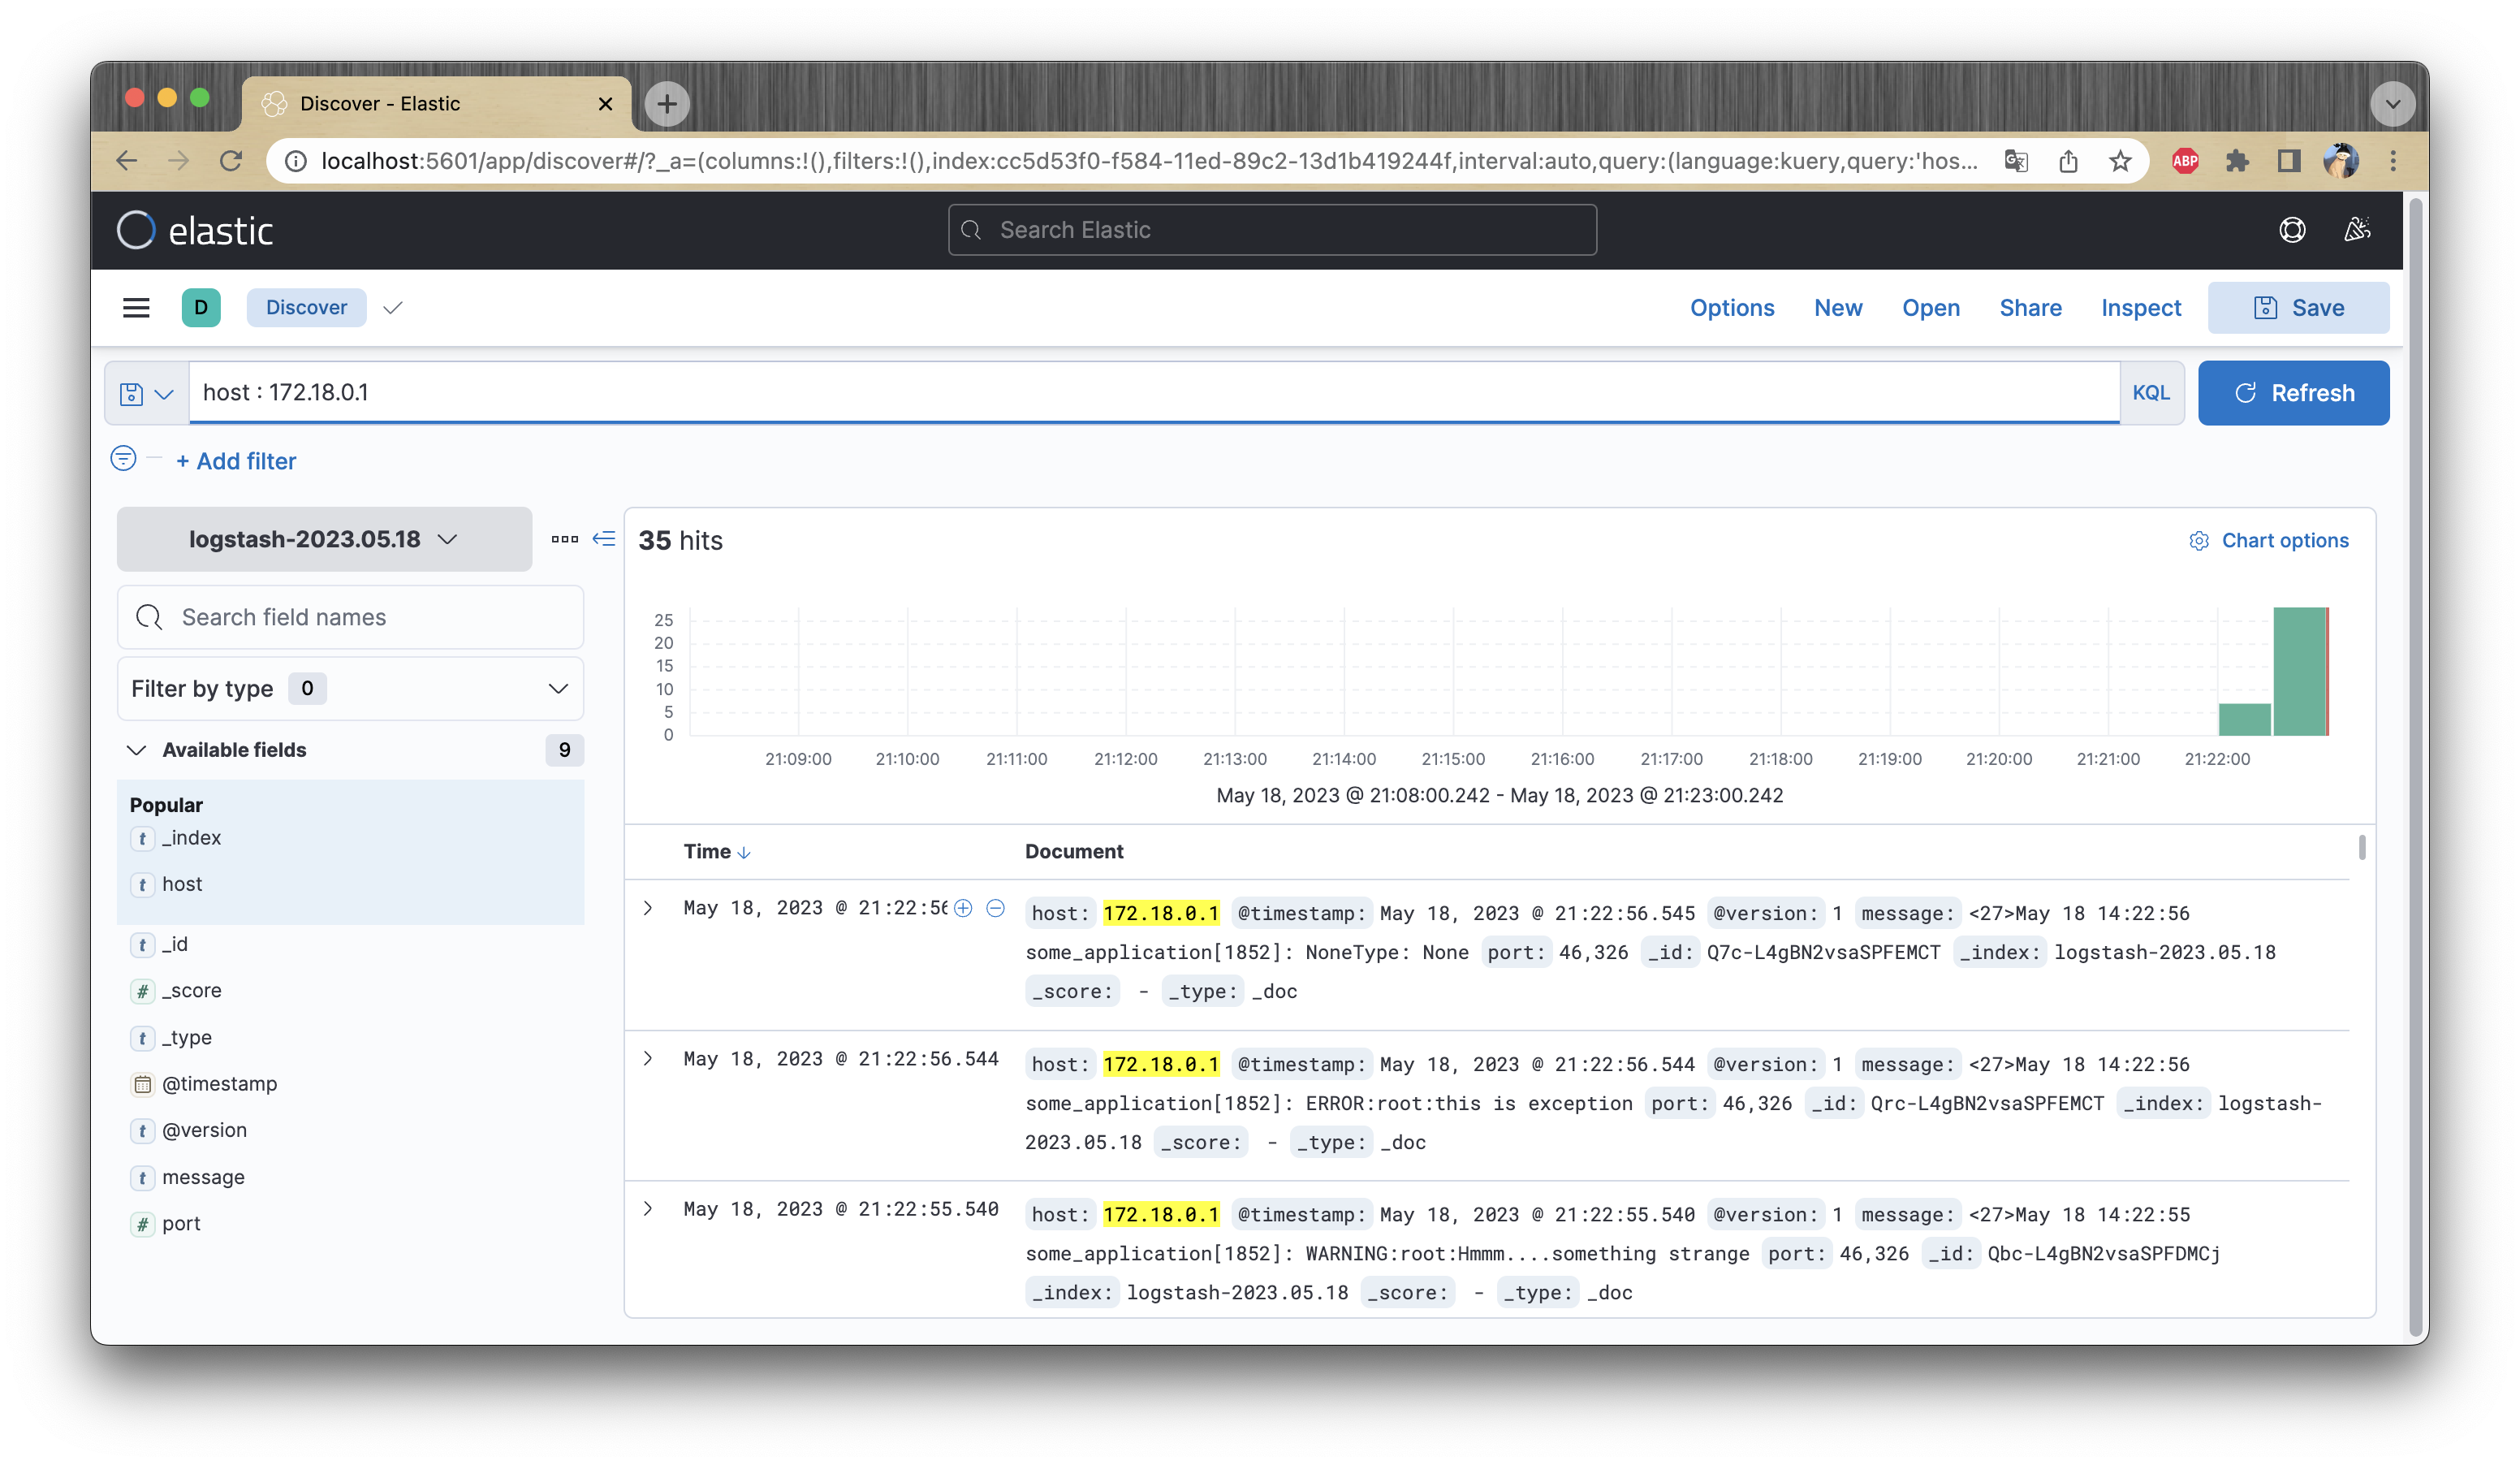 Discover - Elastic
localhost:5601/app/discover#/?_a=(columns:!(),filters:!(),index:cc5d53f0-f584-11ed-89c2-13d1b419244f,interval:auto,query:(language:kuery,query:'hos...
ABP
elastic
Search Elastic
D
Discover
Options
New
Open
Share
Inspect
Save
host : 172.18.0.1
KQL
Refresh
+ Add filter
logstash-2023.05.18
Search field names
Filter by type 0
Available fields 9
Popular
t _index
t host
t _id
# _score
t _type
@timestamp
t @version
t message
# port
35 hits
Chart options
25
20
15
10
5
0
21:09:00 21:10:00 21:11:00 21:12:00 21:13:00 21:14:00 21:15:00 21:16:00 21:17:00 21:18:00 21:19:00 21:20:00 21:21:00 21:22:00
May 18, 2023 @ 21:08:00.242 - May 18, 2023 @ 21:23:00.242
Time Document
May 18, 2023 @ 21:22:56
host: 172.18.0.1 @timestamp: May 18, 2023 @ 21:22:56.545 @version: 1 message: <27>May 18 14:22:56
some_application[1852]: NoneType: None port: 46,326 _id: Q7c-L4gBN2vsaSPFEMCT _index: logstash-2023.05.18
_score: - _type: _doc
May 18, 2023 @ 21:22:56.544
host: 172.18.0.1 @timestamp: May 18, 2023 @ 21:22:56.544 @version: 1 message: <27>May 18 14:22:56
some_application[1852]: ERROR:root:this is exception port: 46,326 _id: Qrc-L4gBN2vsaSPFEMCT _index: logstash-
2023.05.18 _score: - _type: _doc
May 18, 2023 @ 21:22:55.540
host: 172.18.0.1 @timestamp: May 18, 2023 @ 21:22:55.540 @version: 1 message: <27>May 18 14:22:55
some_application[1852]: WARNING:root:Hmmm....something strange port: 46,326 _id: Qbc-L4gBN2vsaSPFDMCj
_index: logstash-2023.05.18 _score: - _type: _doc